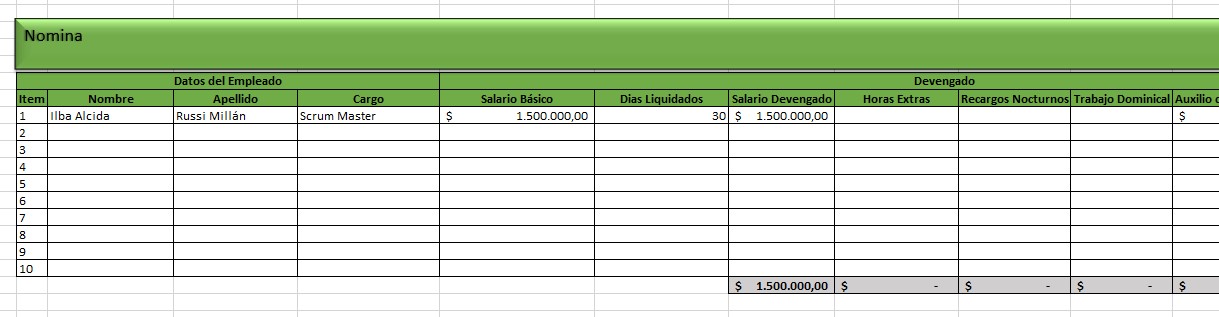 Nomina
Datos del Empleado Devengado
Item Nombre Apellido Cargo Salario Básico Dias Liquidados Salario Devengado Horas Extras Recargos Nocturnos Trabajo Dominical Auxilio
1 Ilba Alcida Russi Millán Scrum Master $ 1.500.000,00 30 $ 1.500.000,00 $
2
3
4
5
6
7
8
9
10
$ 1.500.000,00 $ - $ - $ - $